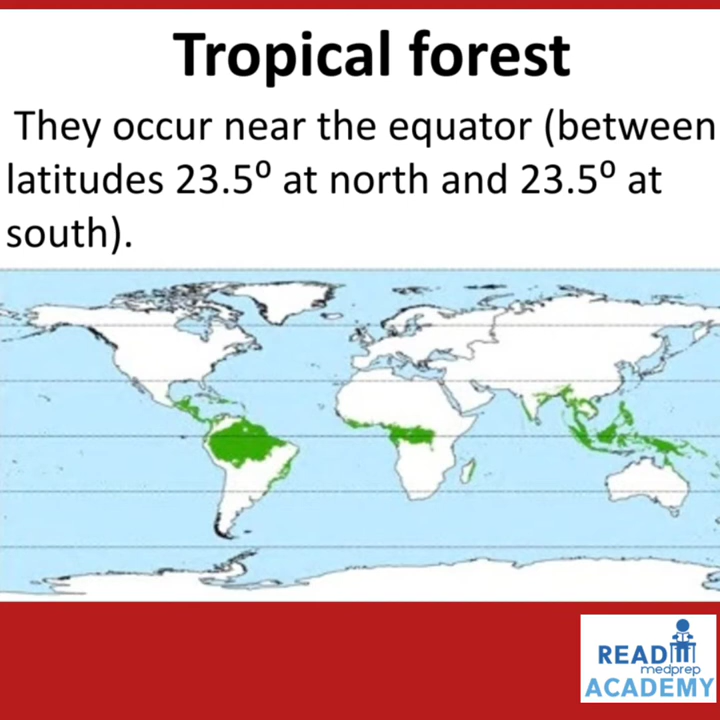 Tropical forest
They occur near the equator (between
latitudes 23.5⁰ at north and 23.5⁰ at
south).
READ
medprep
ACADEMY